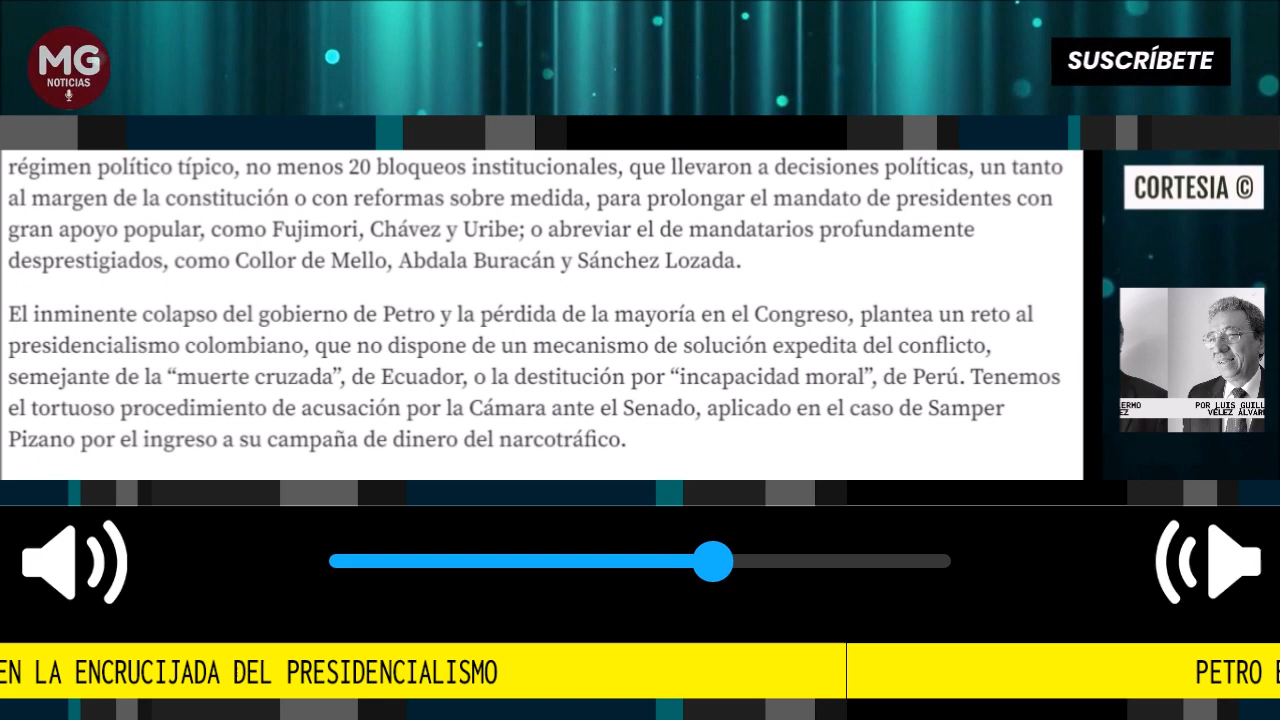 MG
NOTICIAS
SUSCRÍBETE
régimen político típico, no menos 20 bloqueos institucionales, que llevaron a decisiones políticas, un tanto
al margen de la constitución o con reformas sobre medida, para prolongar el mandato de presidentes con
gran apoyo popular, como Fujimori, Chávez y Uribe; o abreviar el de mandatarios profundamente
desprestigiados, como Collor de Mello, Abdala Buracán y Sánchez Lozada.
El inminente colapso del gobierno de Petro y la pérdida de la mayoría en el Congreso, plantea un reto al
presidencialismo colombiano, que no dispone de un mecanismo de solución expedita del conflicto,
semejante de la “muerte cruzada”, de Ecuador, o la destitución por “incapacidad moral”, de Perú. Tenemos
el tortuoso procedimiento de acusación por la Cámara ante el Senado, aplicado en el caso de Samper
Pizano por el ingreso a su campaña de dinero del narcotráfico.
CORTESIA ©
ERMO POR LUIS GUILL
EZ VÉLEZ ÁLVAR
EN LA ENCRUCIJADA DEL PRESIDENCIALISMO
PETRO E